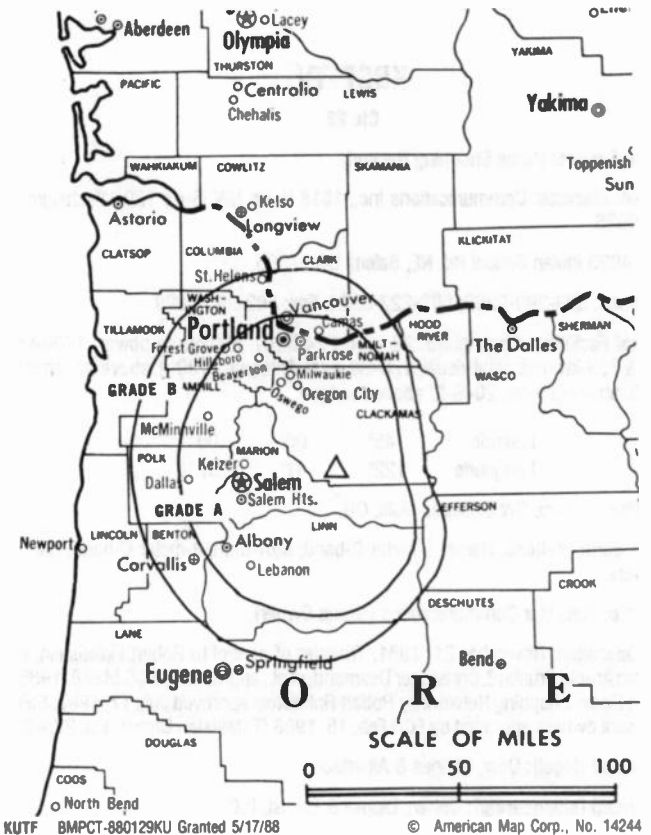 Aberdeen
Lacey
Olympia
THURSTON
YAKIMA
PACIFIC
Centrolio
LEWIS
Chehalis
Yakima
WAHKIAKUM
COWLITZ
SKAMANIA
Toppenish
Sun
Astorio
Kelso
Longview
KLICKITAT
CLATSOP
COLUMBIA
CLARK
St. Helens
WASH-
INGTON
Vancouver
TILLAMOOK
Portland
Camas
HOOD
RIVER
SHERMAN
Forest Grove
Parkrose
MULT-
NOMAH
The Dalles
Hillsboro
Beaverton
Milwaukie
WASCO
GRADE B
AMHILL
Oswego
Oregon City
CLACKAMAS
McMinnville
MARION
POLK
Keizer
Dallas
Salem
Salem Hts.
GRADE A
JEFFERSON
LINN
LINCOLN
BENTON
Albony
Newport
Corvallis
Lebanon
CROOK
DESCHUTES
LANE
Eugene
Springfield
Bend
O R E
DOUGLAS
SCALE OF MILES
0 50 100
COOS
North Bend
KUTF BMPCT-880129KU Granted 5/17/88 © American Map Corp., No. 14244